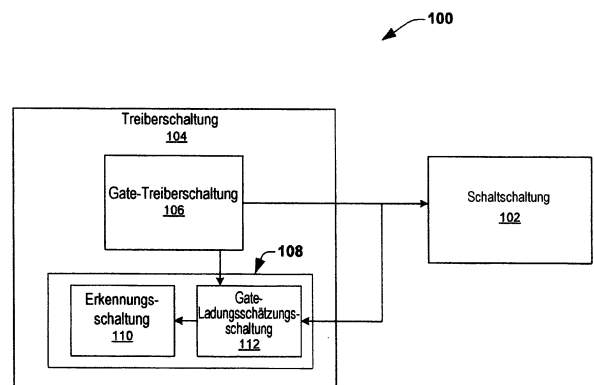 100
Treiberschaltung
104
Gate-Treiberschaltung
106
Schaltschaltung
102
108
Erkennungs-
schaltung
110
Gate-
Ladungsschätzungs-
schaltung
112